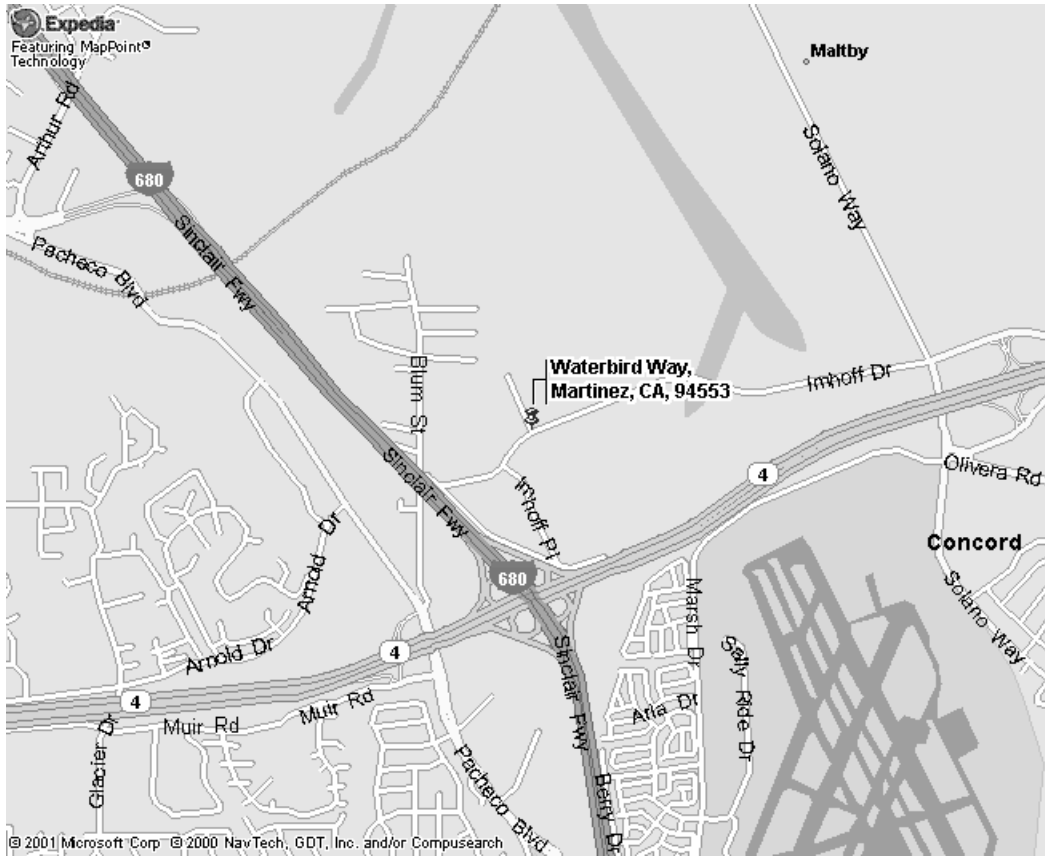 Expedia
Featuring MapPoint®
Technology
Maltby
Arthur Rd
680
Solano Way
Sinclair Fwy
Pacheco Blvd
Blum St
Waterbird Way,
Martinez, CA, 94553
Imhoff Dr
Sinclair Fwy
4
Olivera Rd
Imhoff Pl
Arnold Dr
Concord
680
Marsh Dr
Solano Way
Arnold Dr
4
Sally Ride Dr
Sinclair Fwy
4
Muir Rd
Muir Rd
Aria Dr
Glacier Dr
Pacheco Blvd
Berry Dr
© 2001 Microsoft Corp © 2000 NavTech, GDT, Inc. and/or Compusearch